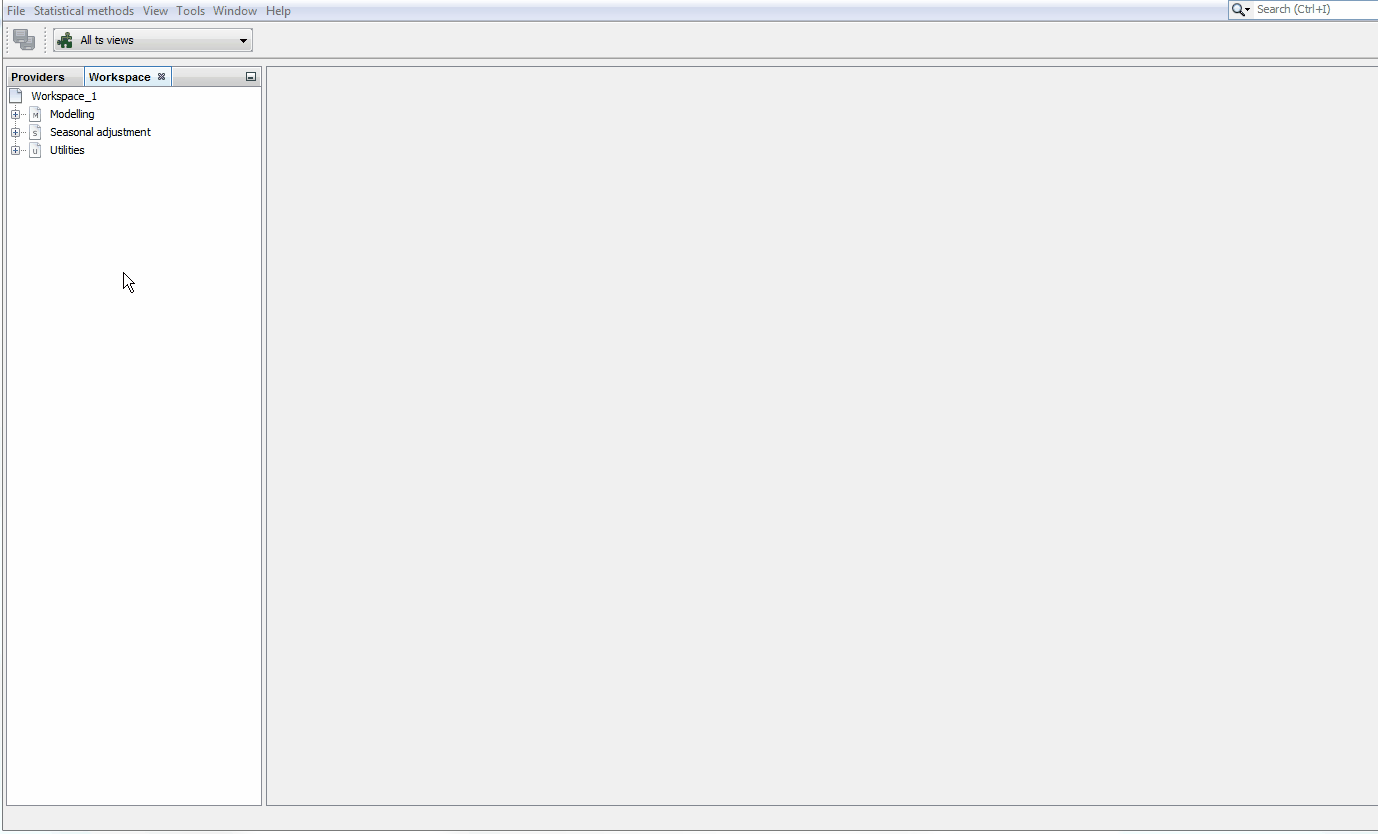 File Statistical methods View Tools Window Help
Search (Ctrl+I)
All ts views
Providers Workspace
Workspace_1
M Modelling
S Seasonal adjustment
U Utilities